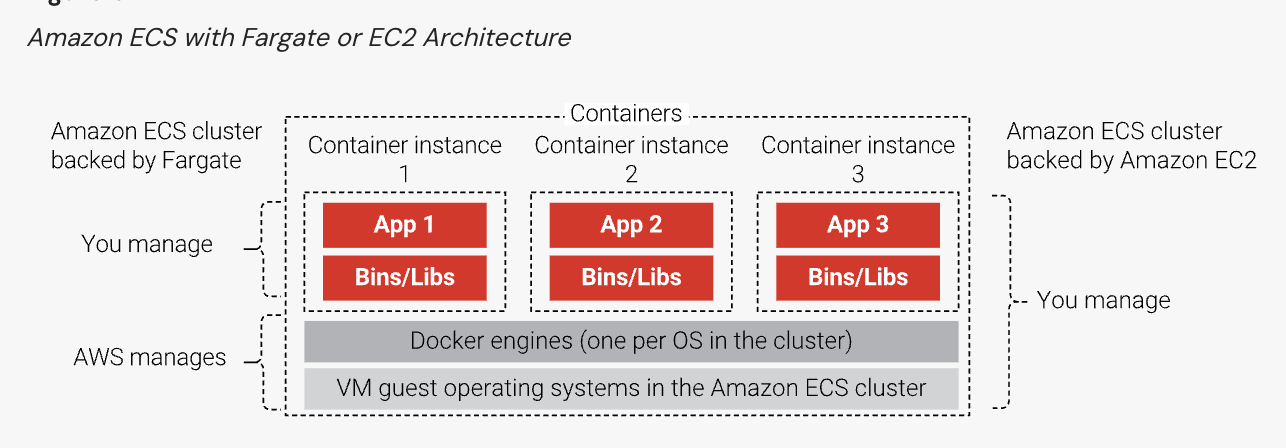 Amazon ECS with Fargate or EC2 Architecture
Containers
Amazon ECS cluster
backed by Fargate
Container instance
1
Container instance
2
Container instance
3
Amazon ECS cluster
backed by Amazon EC2
You manage
App 1
App 2
App 3
Bins/Libs
Bins/Libs
Bins/Libs
You manage
AWS manages
Docker engines (one per OS in the cluster)
VM guest operating systems in the Amazon ECS cluster